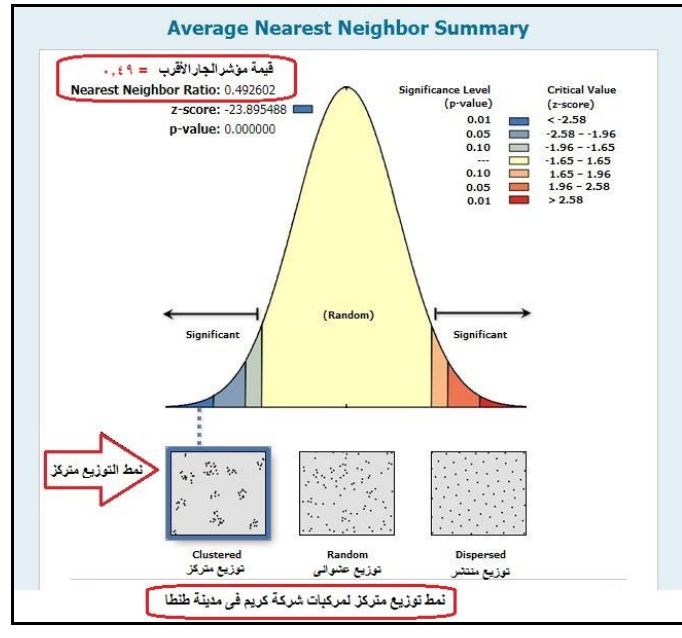 Average Nearest Neighbor Summary
قيمة مؤشر الجار الأقرب = ٠,٤٩
Nearest Neighbor Ratio: 0.492602
z-score: -23.895488
p-value: 0.000000
Significance Level (p-value)
Critical Value (z-score)
0.01 < -2.58
0.05 -2.58 – -1.96
0.10 -1.96 – -1.65
--- -1.65 – 1.65
0.10 1.65 – 1.96
0.05 1.96 – 2.58
0.01 > 2.58
(Random)
Significant
Significant
نمط التوزيع متركز
Clustered
توزيع متركز
Random
توزيع عشوائى
Dispersed
توزيع منتشر
نمط توزيع متركز لمركبات شركة كريم فى مدينة طنطا